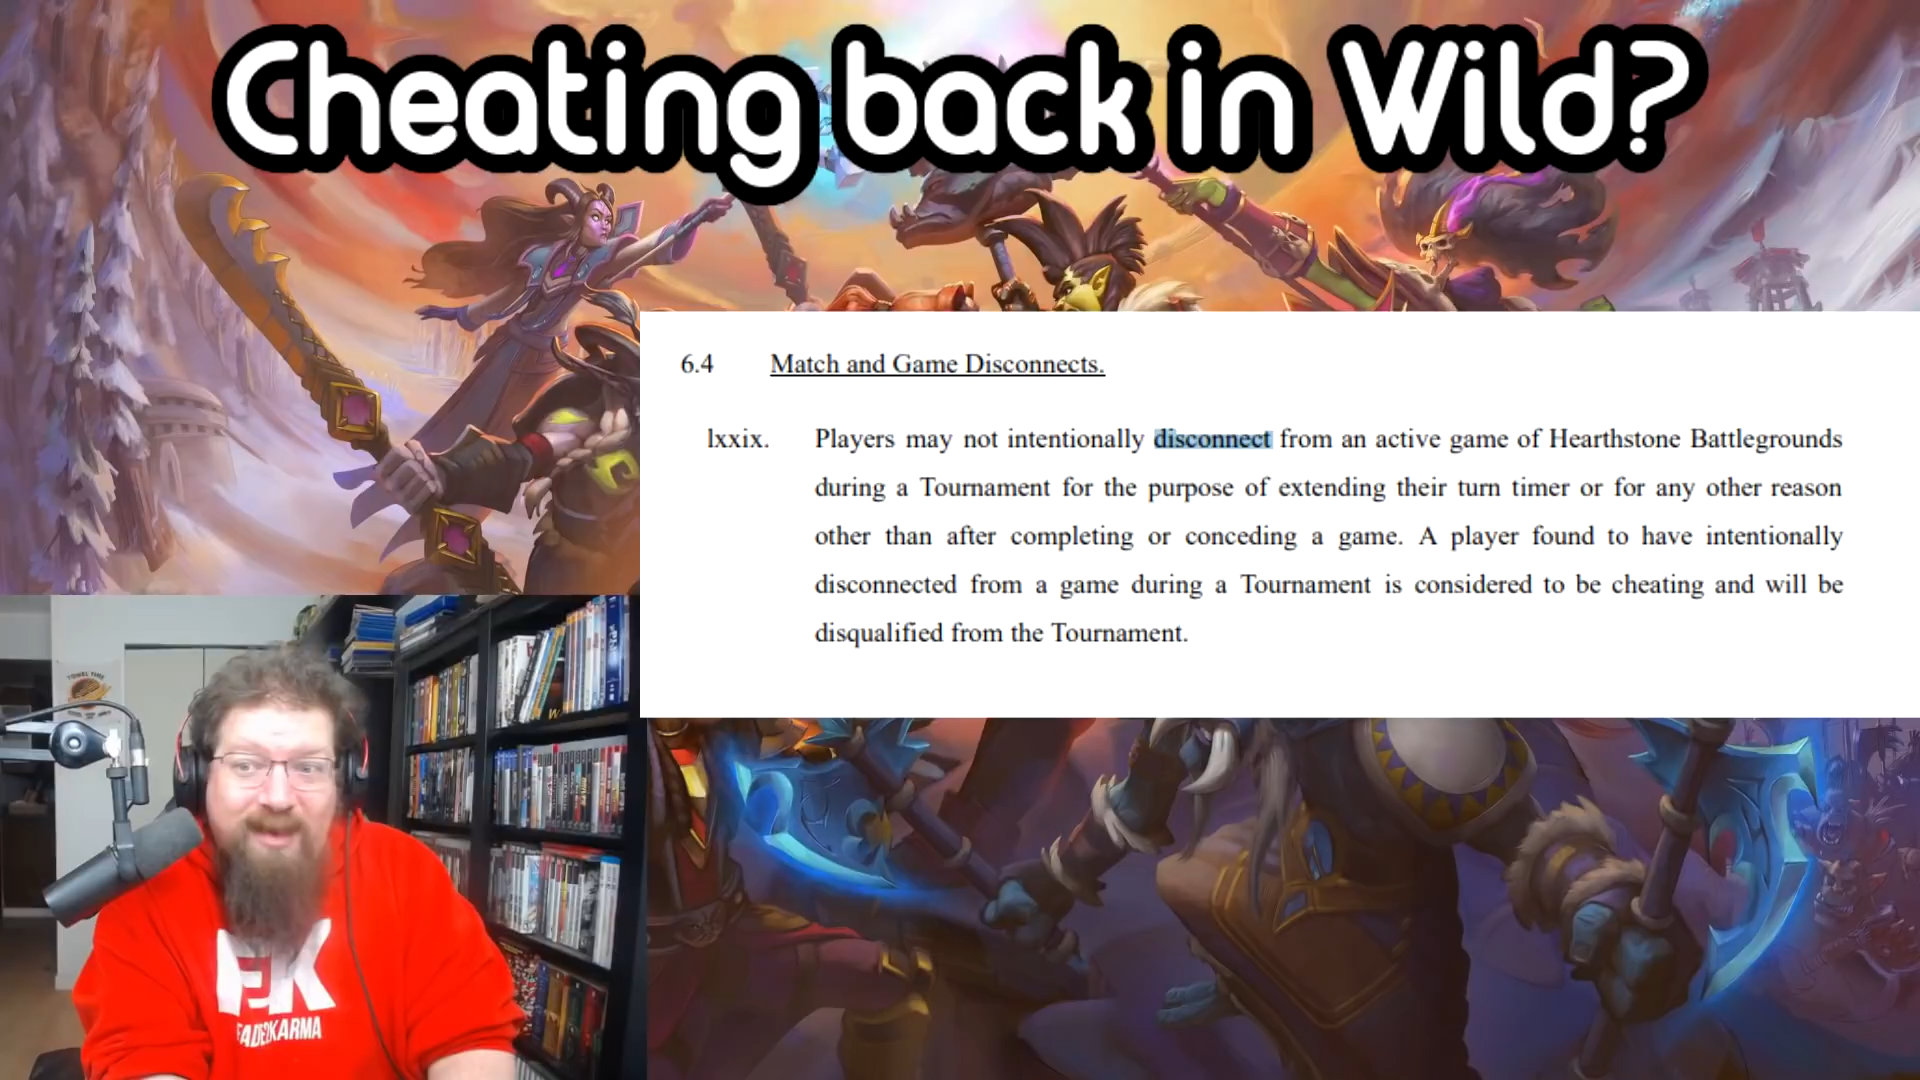 Cheating back in Wild?
6.4 Match and Game Disconnects.
lxxix. Players may not intentionally disconnect from an active game of Hearthstone Battlegrounds
during a Tournament for the purpose of extending their turn timer or for any other reason
other than after completing or conceding a game. A player found to have intentionally
disconnected from a game during a Tournament is considered to be cheating and will be
disqualified from the Tournament.
TOWEL TIME